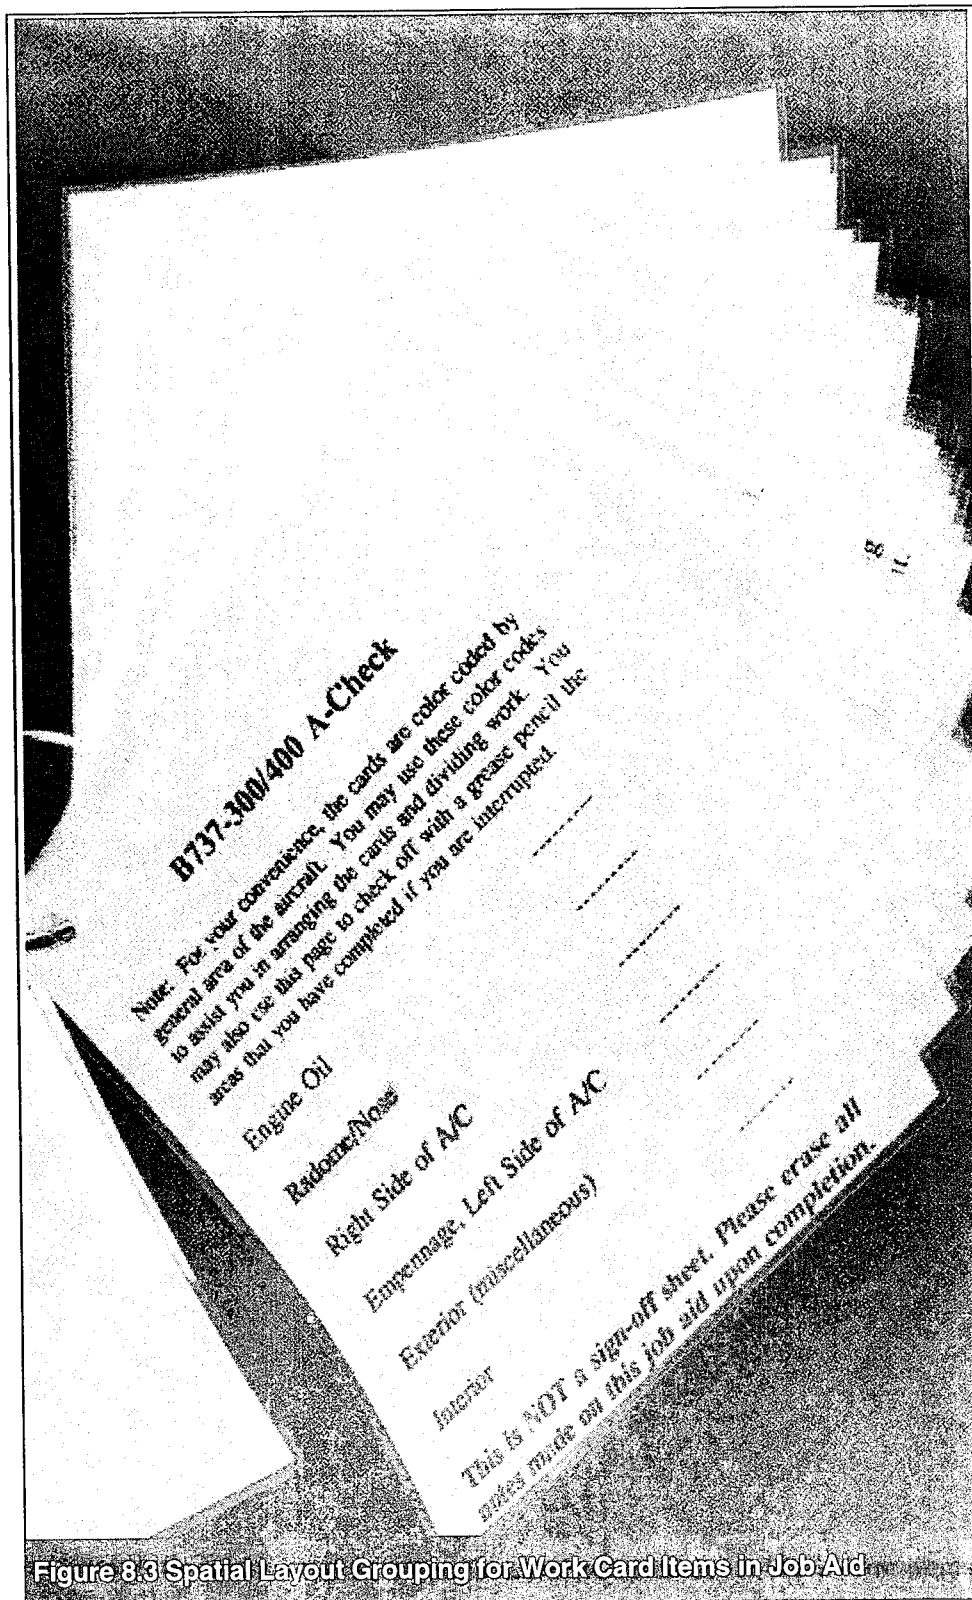 B737-300/400 A-Check
Note: For your convenience, the cards are color coded by
general area of the aircraft. You may use these color codes
to assist you in arranging the cards and dividing work. You
may also use this page to check off with a grease pencil the
areas that you have completed if you are interrupted.
Engine Oil
Radome/Nose
Right Side of A/C
Empennage, Left Side of A/C
Exterior (miscellaneous)
Interior
This is NOT a sign-off sheet. Please erase all
notes made on this job aid upon completion.
Figure 8.3 Spatial Layout Grouping for Work Card Items in Job Aid